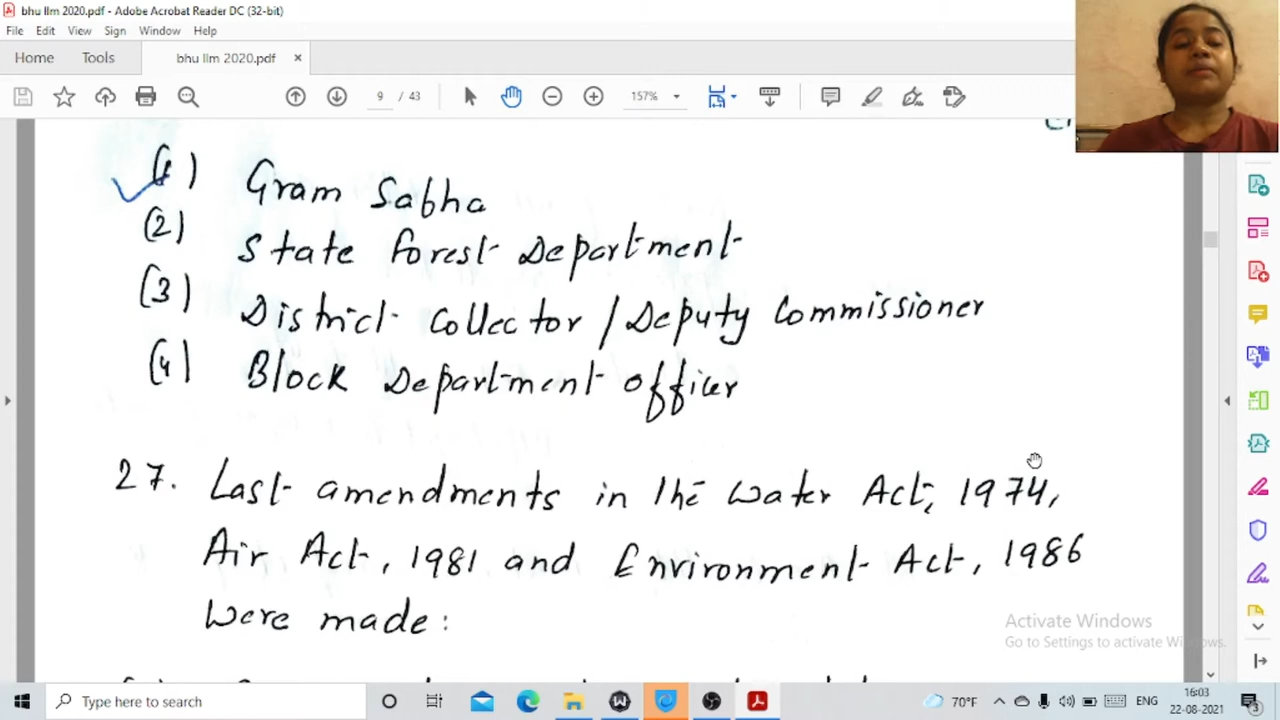 bhu llm 2020.pdf - Adobe Acrobat Reader DC (32-bit)
File Edit View Sign Window Help
Home Tools bhu llm 2020.pdf ×
9 / 43 157%
(1) Gram Sabha
(2) State Forest Department
(3) District Collector / Deputy Commissioner
(4) Block Department officer
27. Last amendments in the Water Act, 1974,
Air Act, 1981 and Environment Act, 1986
were made :
Activate Windows
Go to Settings to activate Windows.
Type here to search
70°F ENG 16:03
22-08-2021
3